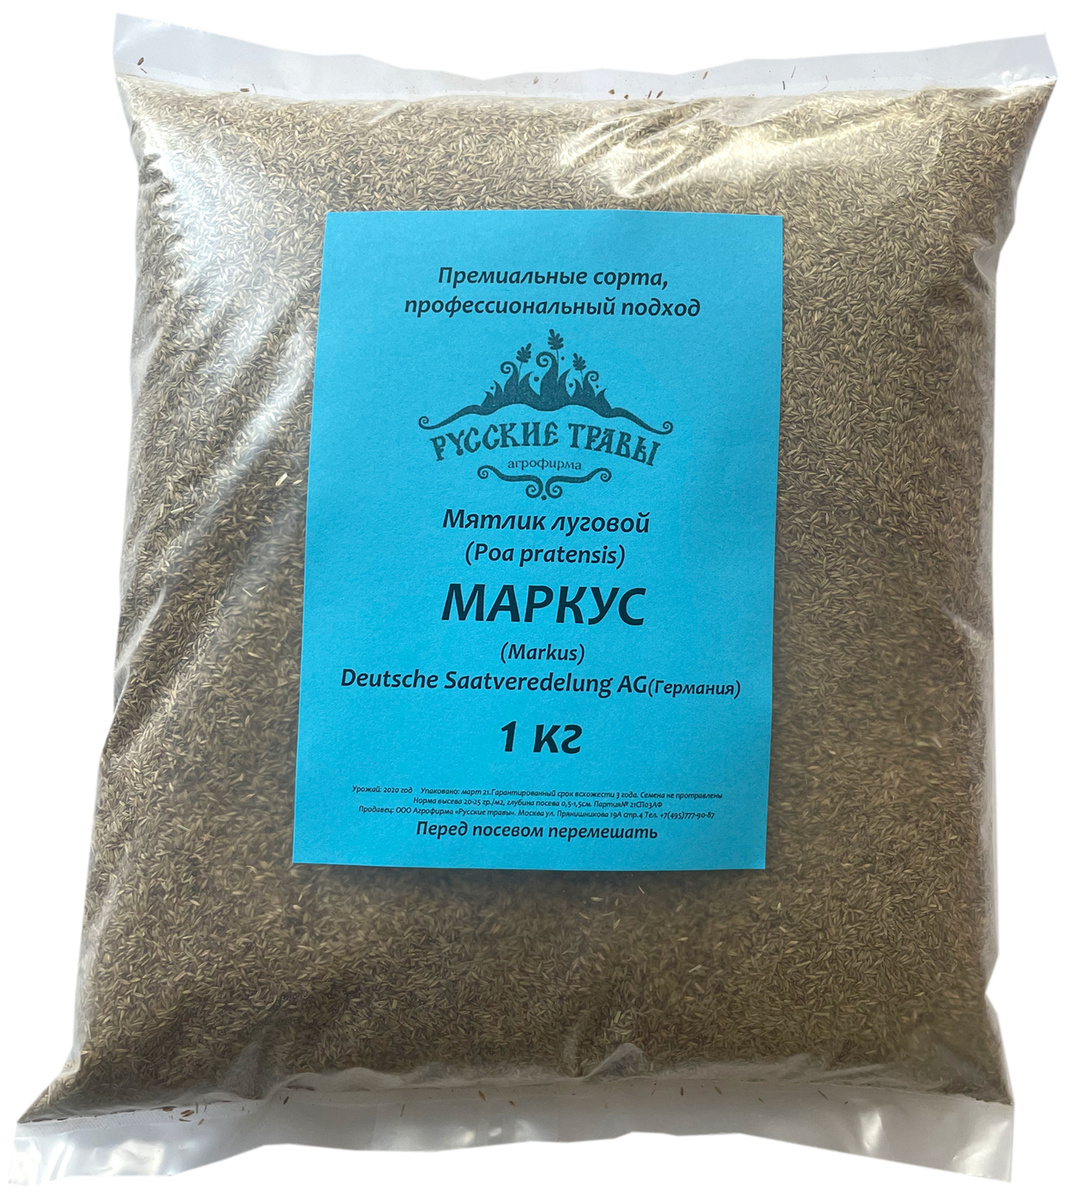 Премиальные сорта,
профессиональный подход
РУССКИЕ ТРАВЫ
агрофирма
Мятлик луговой
(Poa pratensis)
МАРКУС
(Markus)
Deutsche Saatveredelung AG(Германия)
1 кг
Урожай: 2020 год Упаковано: март 21.Гарантированный срок всхожести 3 года. Семена не протравлены
Норма высева 20-25 гр./м2, глубина посева 0,5-1,5см. Партия№ 21СП03АФ
Продавец: ООО Агрофирма «Русские травы». Москва ул. Прянишникова 19А стр.4 Тел. +7(495)777-90-87
Перед посевом перемешать